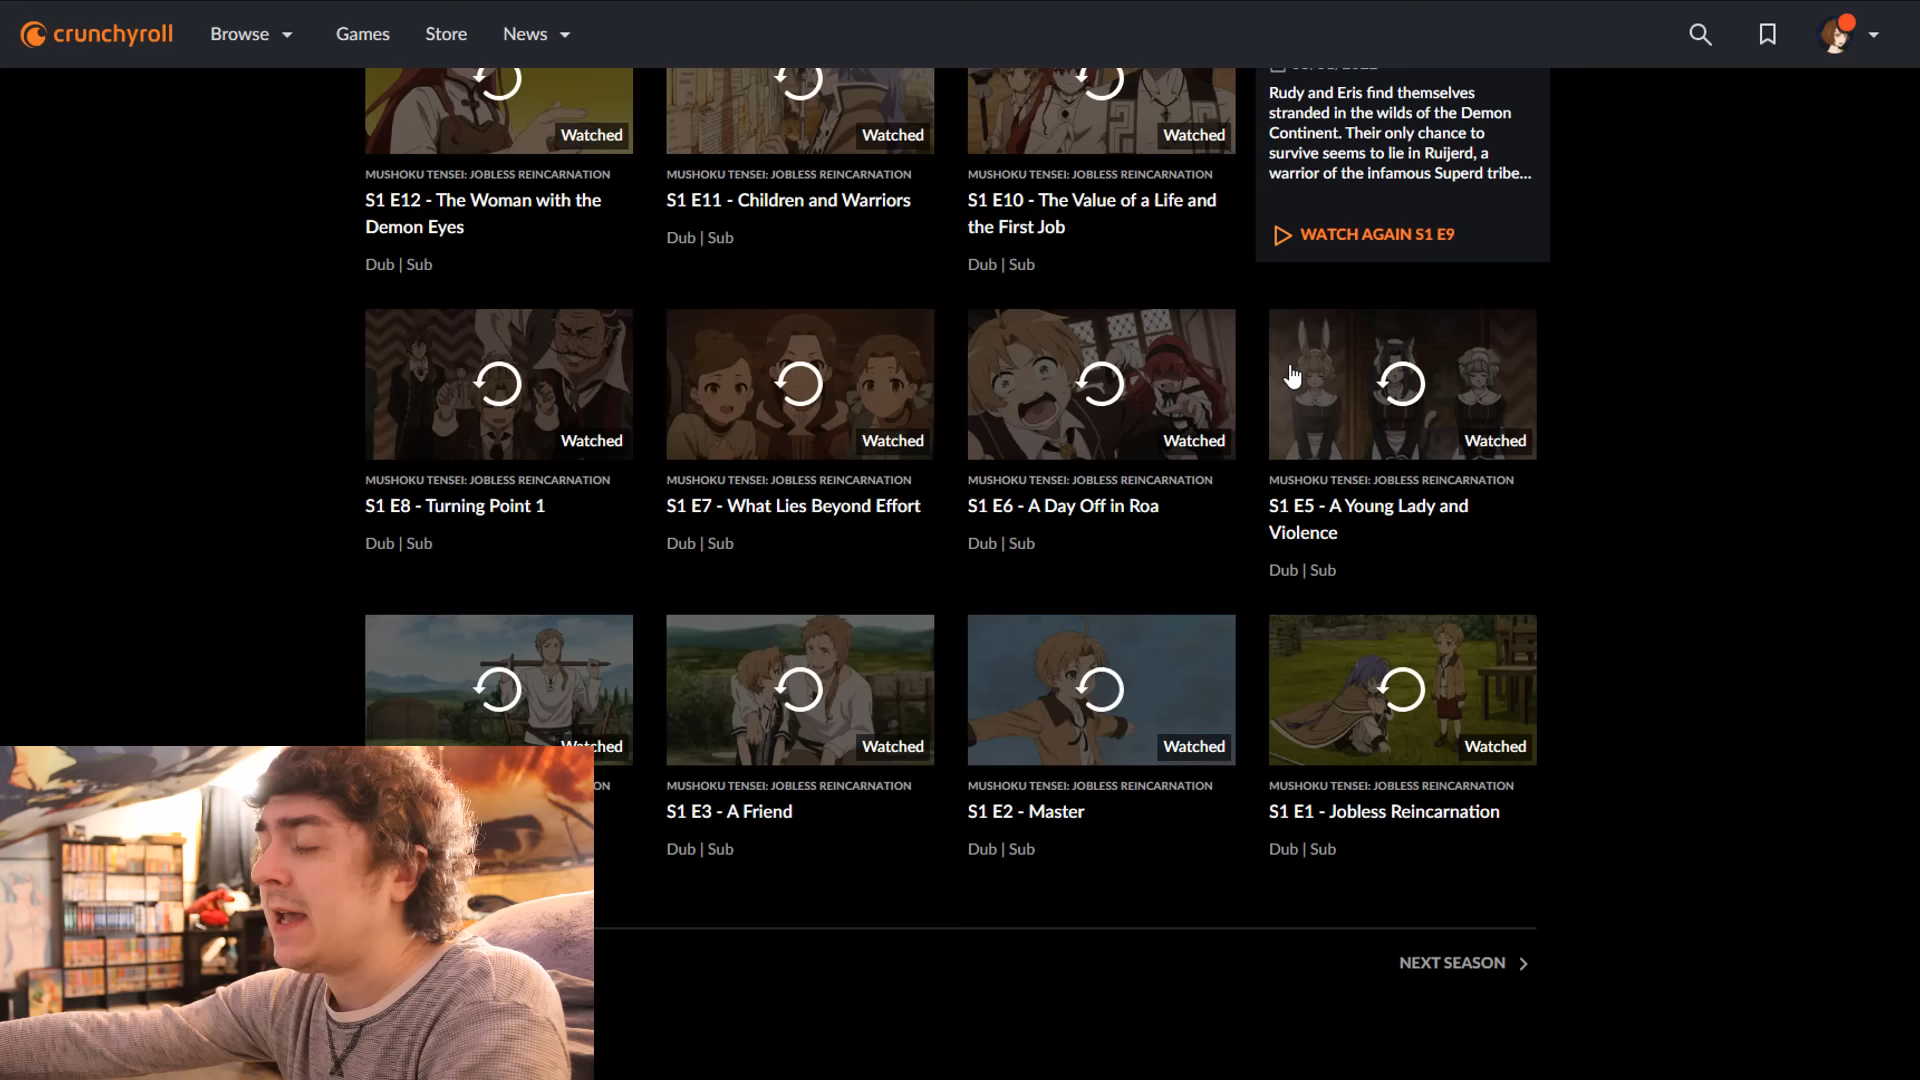 crunchyroll
Browse
Games
Store
News
Watched
Watched
Watched
Rudy and Eris find themselves
stranded in the wilds of the Demon
Continent. Their only chance to
survive seems to lie in Ruijerd, a
warrior of the infamous Superd tribe...
WATCH AGAIN S1 E9
MUSHOKU TENSEI: JOBLESS REINCARNATION
S1 E12 - The Woman with the
Demon Eyes
Dub | Sub
MUSHOKU TENSEI: JOBLESS REINCARNATION
S1 E11 - Children and Warriors
Dub | Sub
MUSHOKU TENSEI: JOBLESS REINCARNATION
S1 E10 - The Value of a Life and
the First Job
Dub | Sub
Watched
Watched
Watched
Watched
MUSHOKU TENSEI: JOBLESS REINCARNATION
S1 E8 - Turning Point 1
Dub | Sub
MUSHOKU TENSEI: JOBLESS REINCARNATION
S1 E7 - What Lies Beyond Effort
Dub | Sub
MUSHOKU TENSEI: JOBLESS REINCARNATION
S1 E6 - A Day Off in Roa
Dub | Sub
MUSHOKU TENSEI: JOBLESS REINCARNATION
S1 E5 - A Young Lady and
Violence
Dub | Sub
Watched
Watched
Watched
Watched
ON
MUSHOKU TENSEI: JOBLESS REINCARNATION
S1 E3 - A Friend
Dub | Sub
MUSHOKU TENSEI: JOBLESS REINCARNATION
S1 E2 - Master
Dub | Sub
MUSHOKU TENSEI: JOBLESS REINCARNATION
S1 E1 - Jobless Reincarnation
Dub | Sub
NEXT SEASON